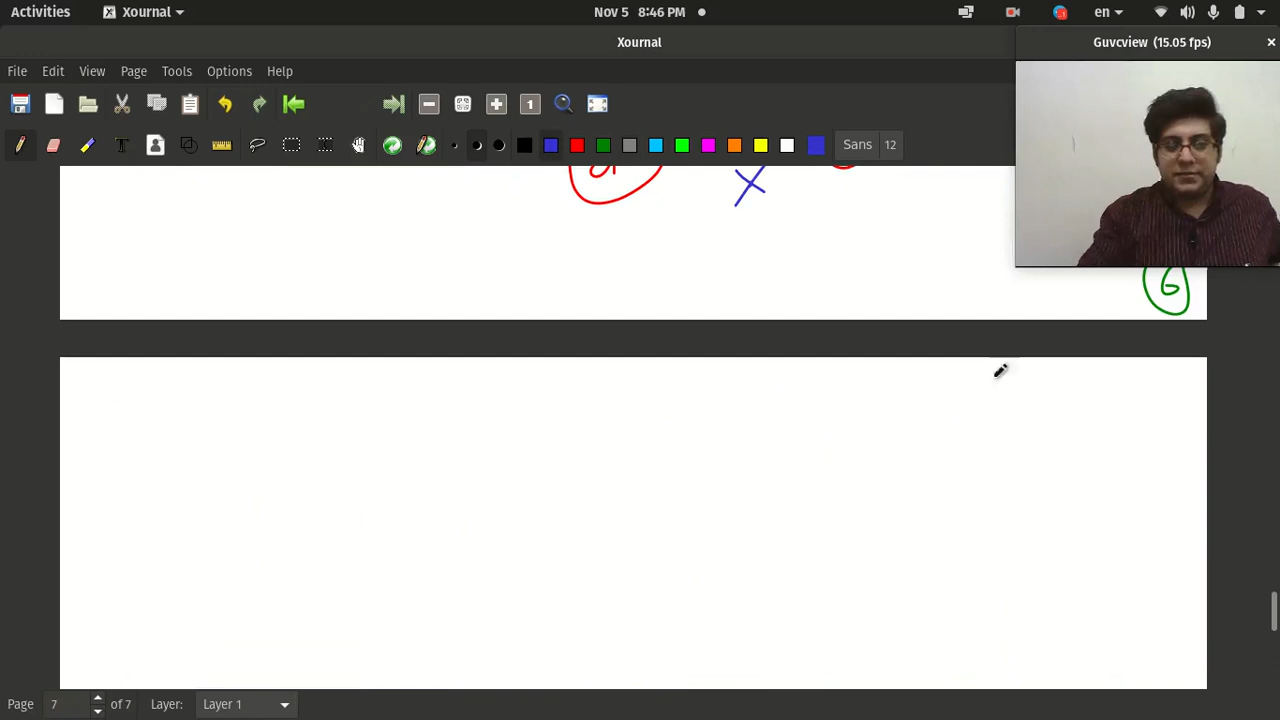 Activities Xournal Nov 5 8:46 PM en
Xournal
Guvcview (15.05 fps)
File Edit View Page Tools Options Help
1
T Sans 12
X
6
Page 7 of 7 Layer: Layer 1